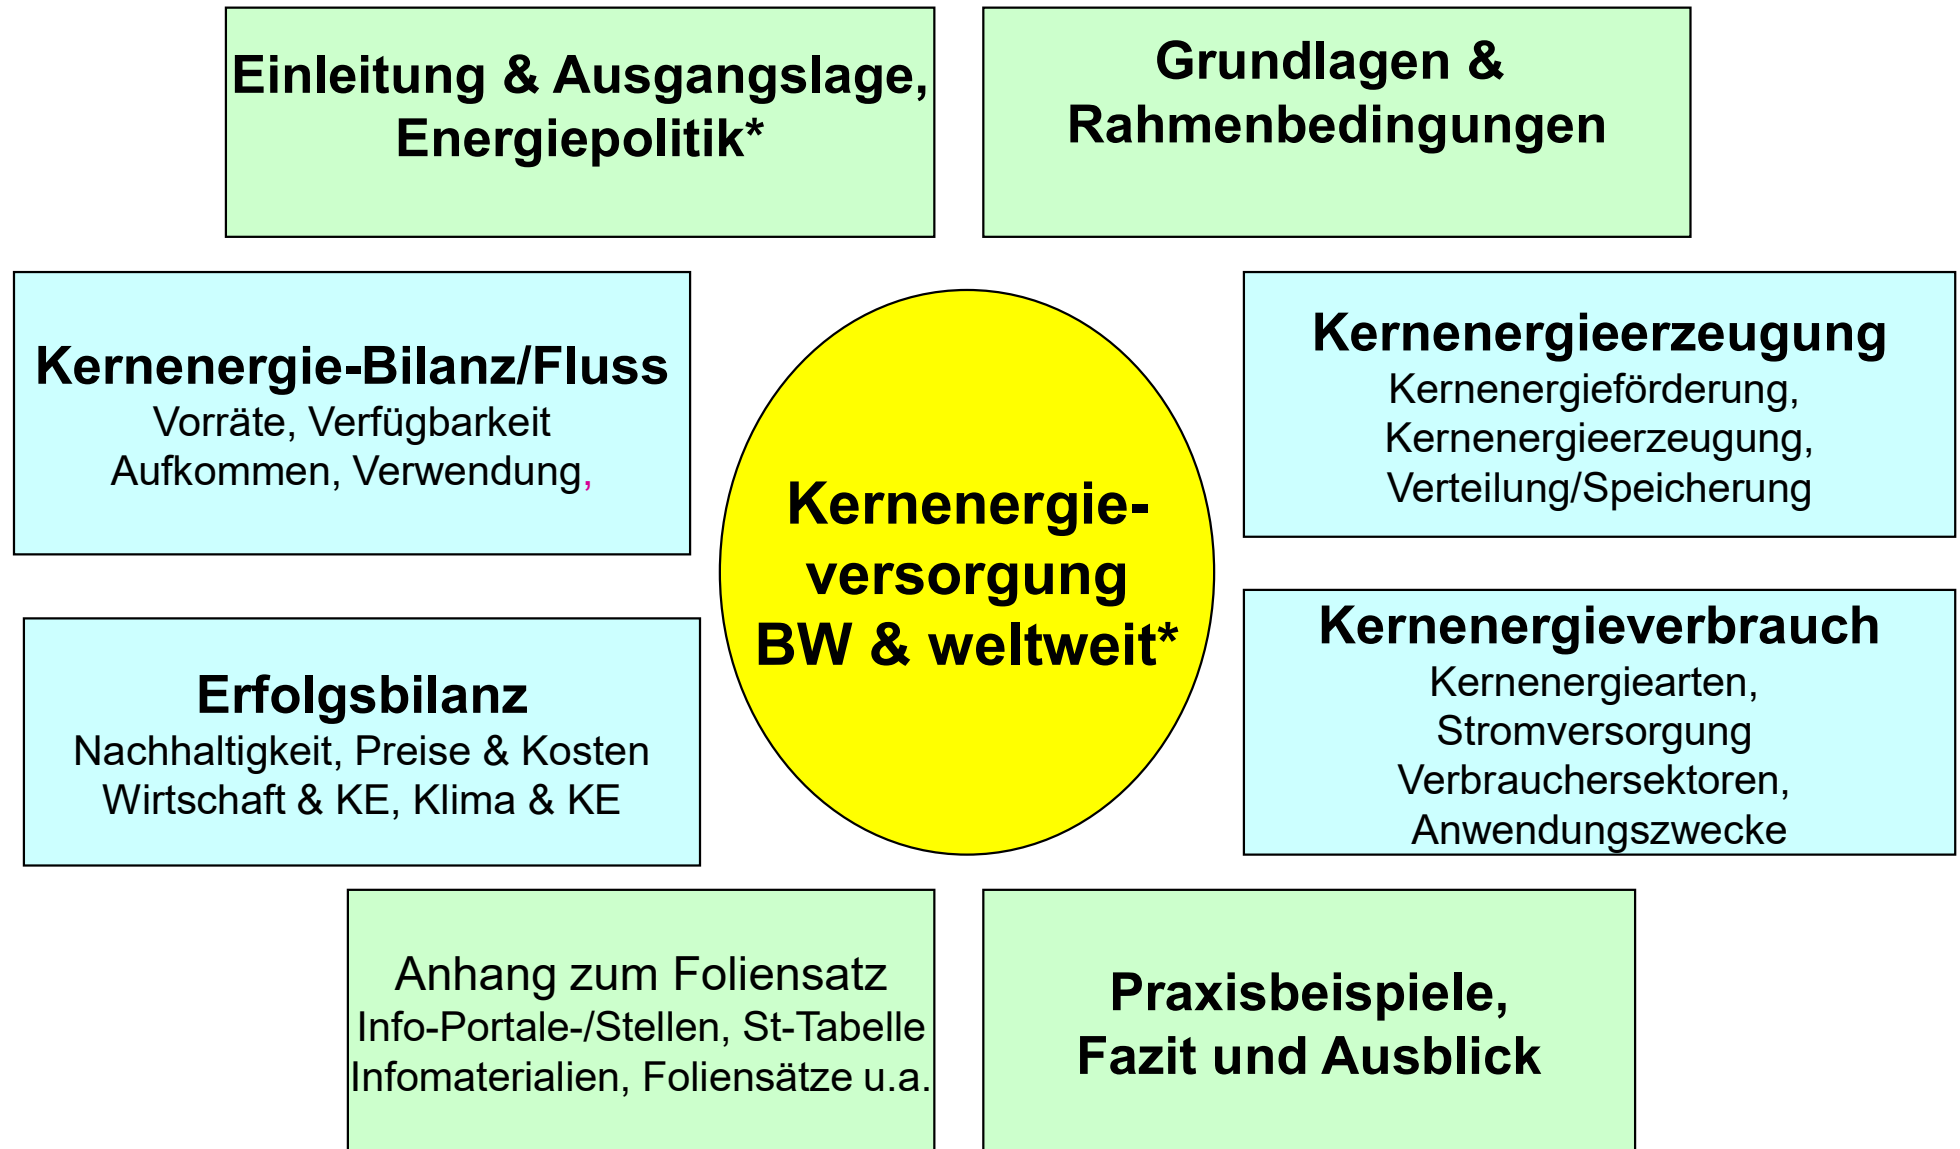 Einleitung & Ausgangslage,
Energiepolitik*
Grundlagen &
Rahmenbedingungen
Kernenergie-Bilanz/Fluss
Vorräte, Verfügbarkeit
Aufkommen, Verwendung,
Kernenergie-
versorgung
BW & weltweit*
Kernenergieerzeugung
Kernenergieförderung,
Kernenergieerzeugung,
Verteilung/Speicherung
Erfolgsbilanz
Nachhaltigkeit, Preise & Kosten
Wirtschaft & KE, Klima & KE
Kernenergieverbrauch
Kernenergiearten,
Stromversorgung
Verbrauchersektoren,
Anwendungszwecke
Anhang zum Foliensatz
Info-Portale-/Stellen, St-Tabelle
Infomaterialien, Foliensätze u.a.
Praxisbeispiele,
Fazit und Ausblick